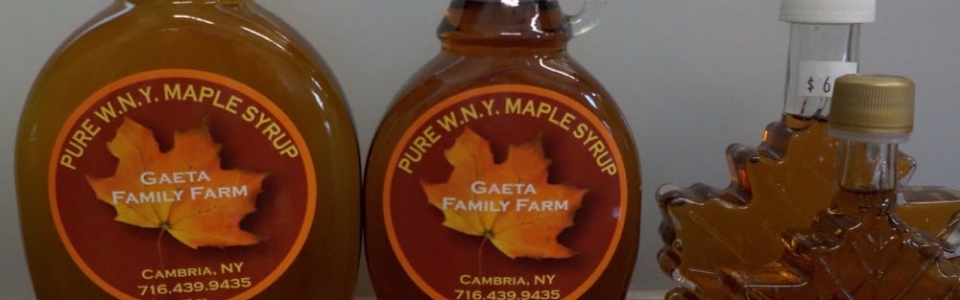 PURE W.N.Y. MAPLE SYRUP
GAETA
FAMILY FARM
CAMBRIA, NY
716.439.9435
PURE W.N.Y. MAPLE SYRUP
GAETA
FAMILY FARM
CAMBRIA, NY
716.439.9435
$ 6